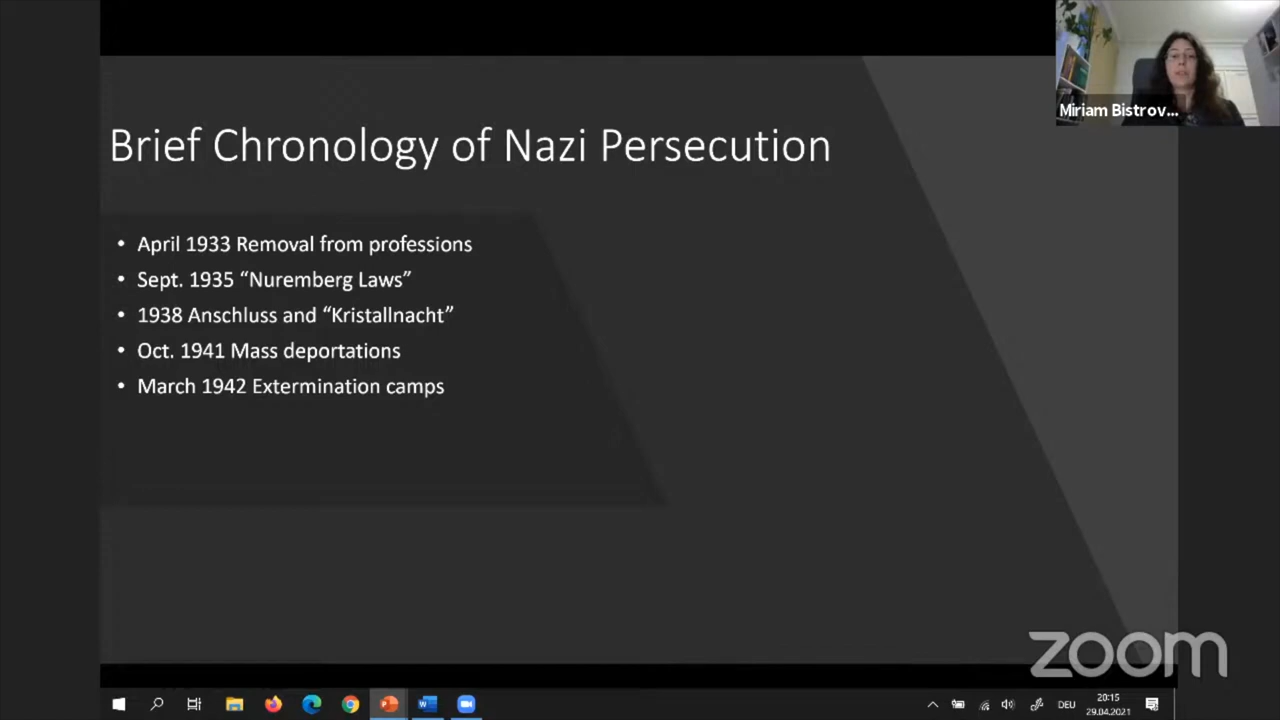 Miriam Bistrov...
Brief Chronology of Nazi Persecution
• April 1933 Removal from professions
• Sept. 1935 “Nuremberg Laws”
• 1938 Anschluss and “Kristallnacht”
• Oct. 1941 Mass deportations
• March 1942 Extermination camps
zoom
DEU
20:15
29.04.2021